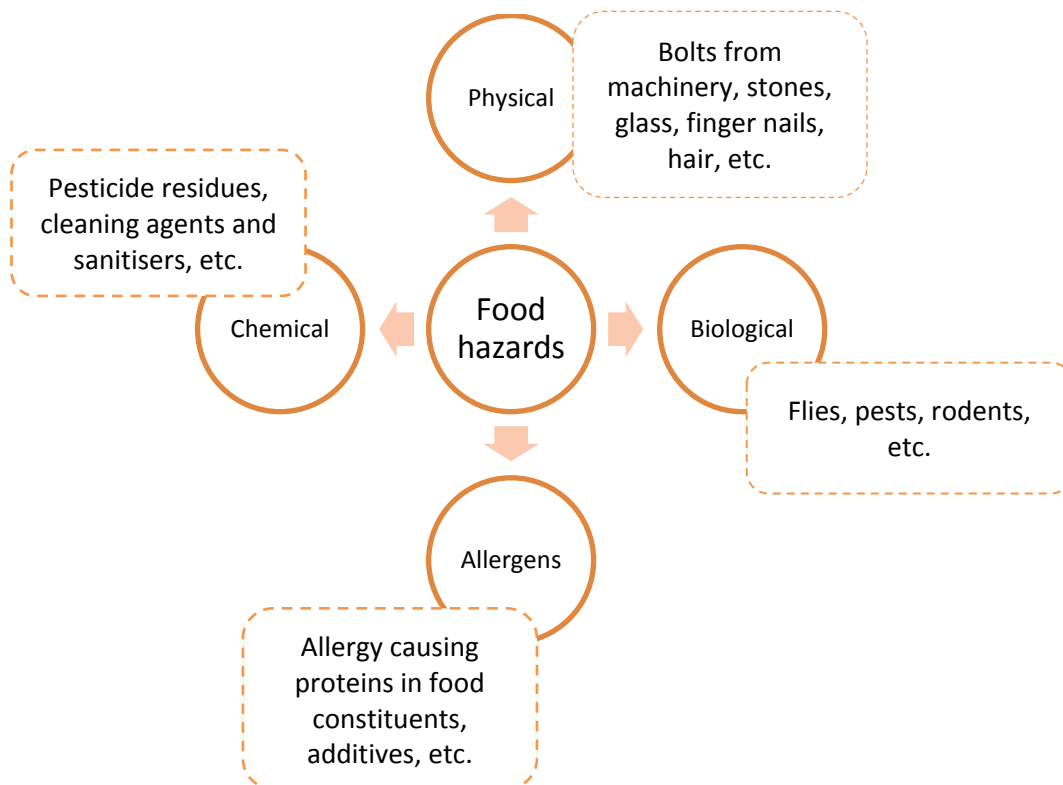 Physical
Bolts from
machinery, stones,
glass, finger nails,
hair, etc.
Pesticide residues,
cleaning agents and
sanitisers, etc.
Chemical
Food
hazards
Biological
Flies, pests, rodents,
etc.
Allergens
Allergy causing
proteins in food
constituents,
additives, etc.